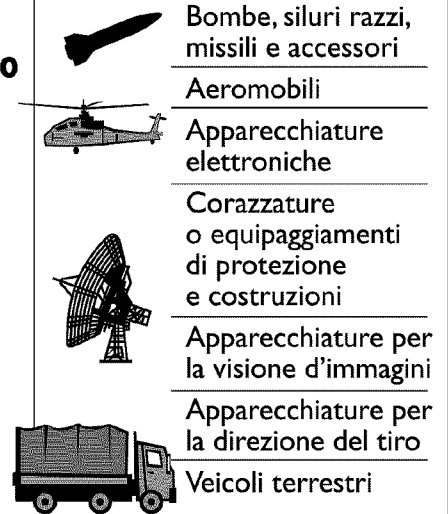 Bombe, siluri razzi,
missili e accessori
o
Aeromobili
Apparecchiature
elettroniche
Corazzature
o equipaggiamenti
di protezione
e costruzioni
Apparecchiature per
la visione d'immagini
Apparecchiature per
la direzione del tiro
Veicoli terrestri